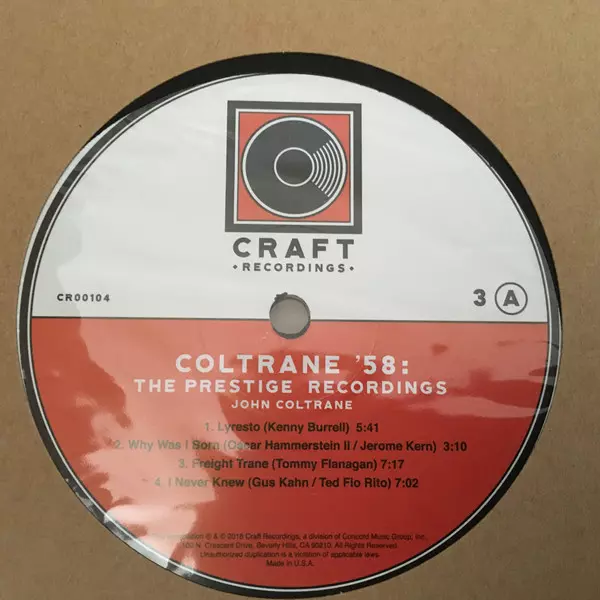 CRAFT
• RECORDINGS •
CR00104
3 A
COLTRANE '58:
THE PRESTIGE RECORDINGS
JOHN COLTRANE
1. Lyresto (Kenny Burrell) 5:41
2. Why Was I Born (Oscar Hammerstein II / Jerome Kern) 3:10
3. Freight Trane (Tommy Flanagan) 7:17
4. I Never Knew (Gus Kahn / Ted Fio Rito) 7:02
℗ & © 2018 Craft Recordings, a division of Concord Music Group, Inc.,
N. Crescent Drive, Beverly Hills, CA 90210. All Rights Reserved.
Unauthorized duplication is a violation of applicable laws.
Made in U.S.A.